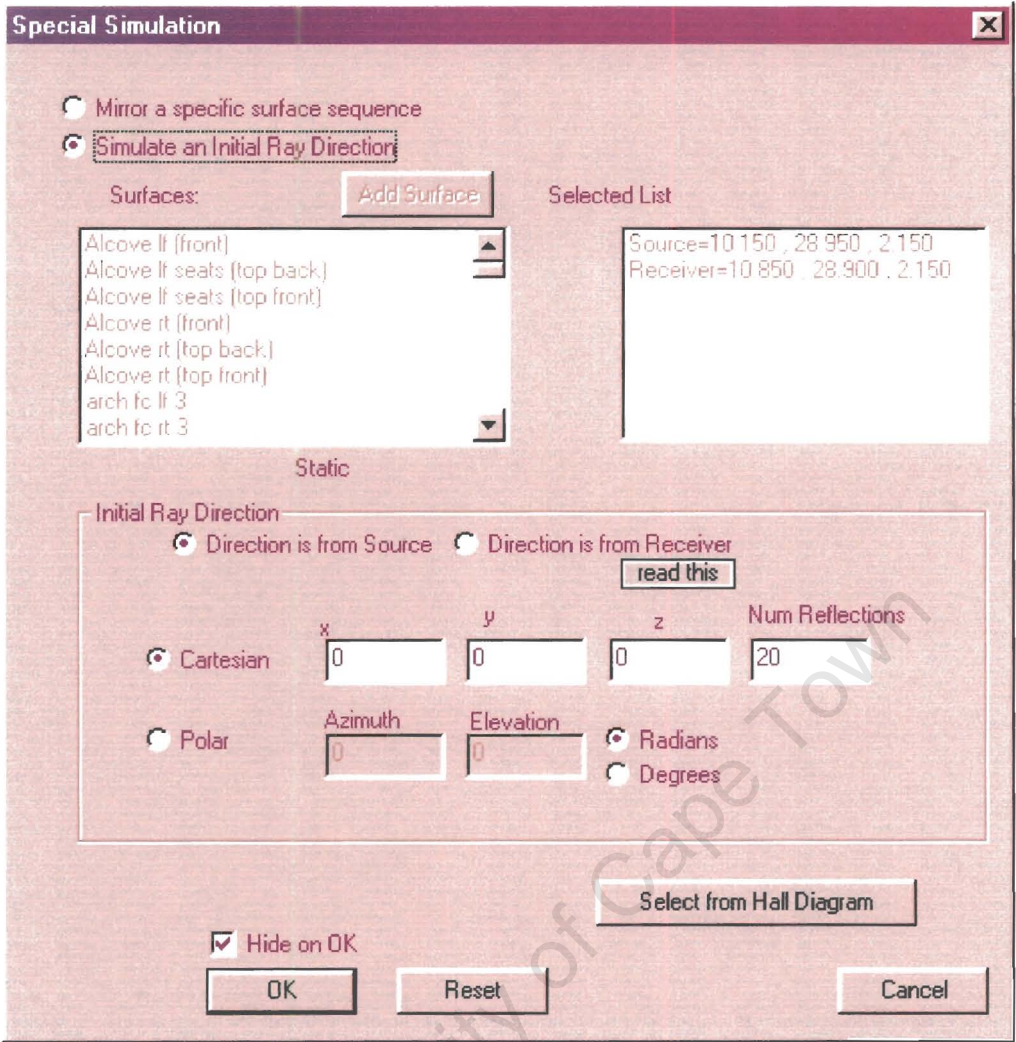 Special Simulation
Mirror a specific surface sequence
Simulate an Initial Ray Direction
Surfaces:
Add Surface
Selected List
Alcove lf (front)
Alcove lf seats (top back)
Alcove lf seats (top front)
Alcove rt (front)
Alcove rt (top back)
Alcove rt (top front)
arch fc lf 3
arch fc rt 3
Source=10.150 , 28.950 , 2.150
Receiver=10.850 , 28.900 , 2.150
Static
Initial Ray Direction
Direction is from Source
Direction is from Receiver
read this
x y z Num Reflections
Cartesian 0 0 0 20
Azimuth Elevation
Polar 0 0 Radians
Degrees
Select from Hall Diagram
Hide on OK
OK Reset Cancel
ity of Cape Town